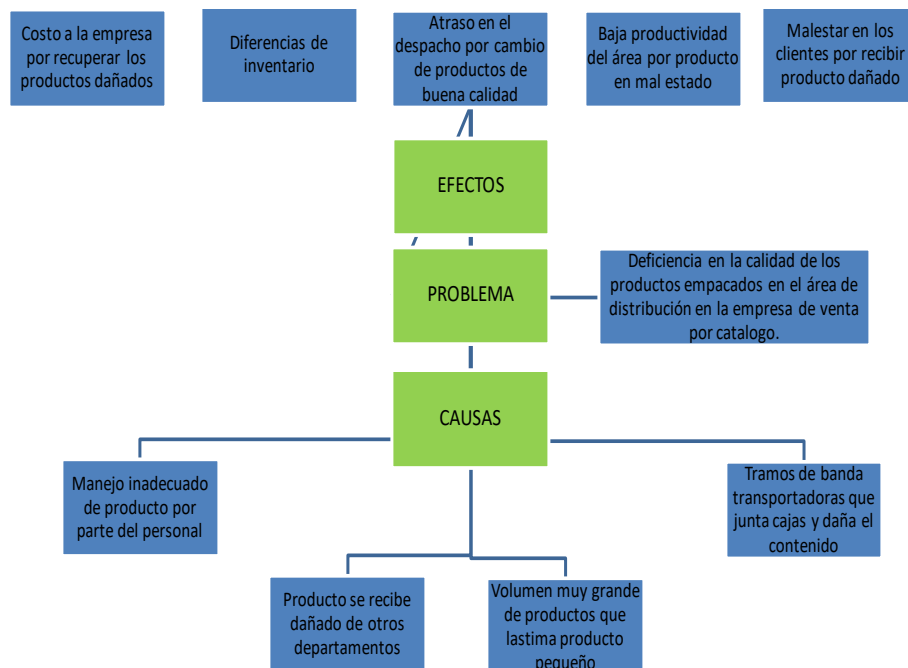 Costo a la empresa
por recuperar los
productos dañados
Diferencias de
inventario
Atraso en el
despacho por cambio
de productos de
buena calidad
Baja productividad
del área por producto
en mal estado
Malestar en los
clientes por recibir
producto dañado
EFECTOS
PROBLEMA
Deficiencia en la calidad de los
productos empacados en el área de
distribución en la empresa de venta
por catalogo.
CAUSAS
Manejo inadecuado
de producto por
parte del personal
Tramos de banda
transportadoras que
junta cajas y daña el
contenido
Producto se recibe
dañado de otros
departamentos
Volumen muy grande
de productos que
lastima producto
pequeño